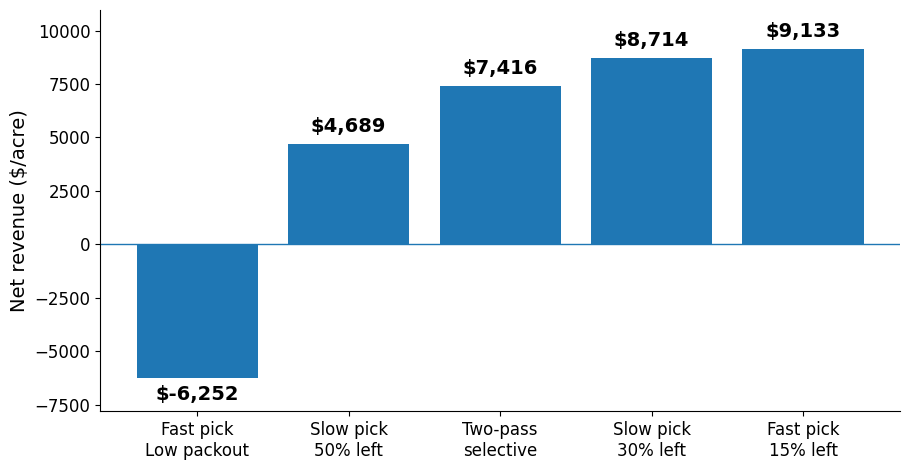 $9,133
$8,714
$7,416
$4,689
$-6,252
10000
7500
5000
2500
0
−2500
−5000
−7500
Net revenue ($/acre)
Fast pick
Low packout
Slow pick
50% left
Two-pass
selective
Slow pick
30% left
Fast pick
15% left